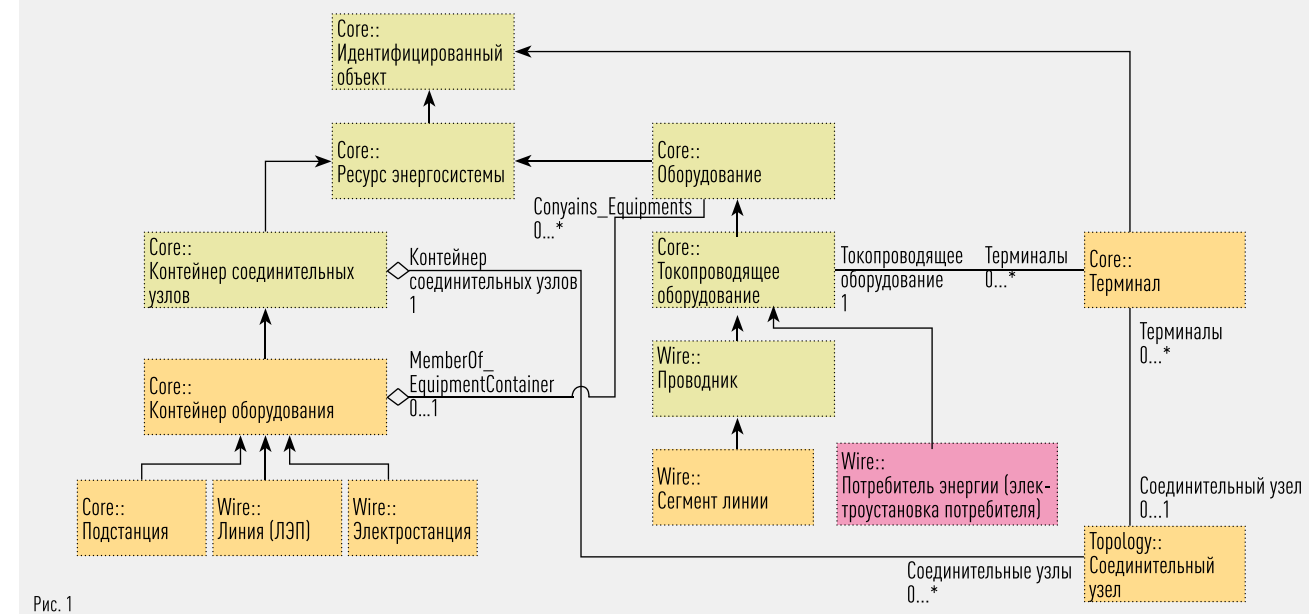 Core::
Идентифицированный
объект
Core::
Ресурс энергосистемы
Core::
Оборудование
Conyains_Equipments
0...*
Core::
Контейнер соединительных
узлов
Контейнер
соединительных узлов
1
Core::
Токопроводящее
оборудование
Токопроводящее
оборудование
1
Терминалы
0...*
Core::
Терминал
Терминалы
0...*
Wire::
Проводник
MemberOf_
EquipmentContainer
0...1
Core::
Контейнер оборудования
Core::
Подстанция
Wire::
Линия (ЛЭП)
Wire::
Электростанция
Wire::
Сегмент линии
Wire::
Потребитель энергии (элек-
троустановка потребителя)
Соединительный узел
0...1
Topology::
Соединительный
узел
Соединительные узлы
0...*
Рис. 1